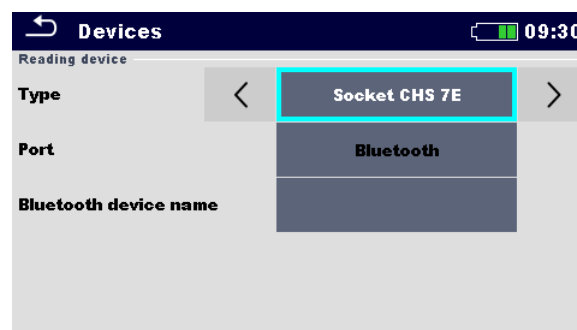 Devices 09:30
Reading device
Type Socket CHS 7E
Port Bluetooth
Bluetooth device name